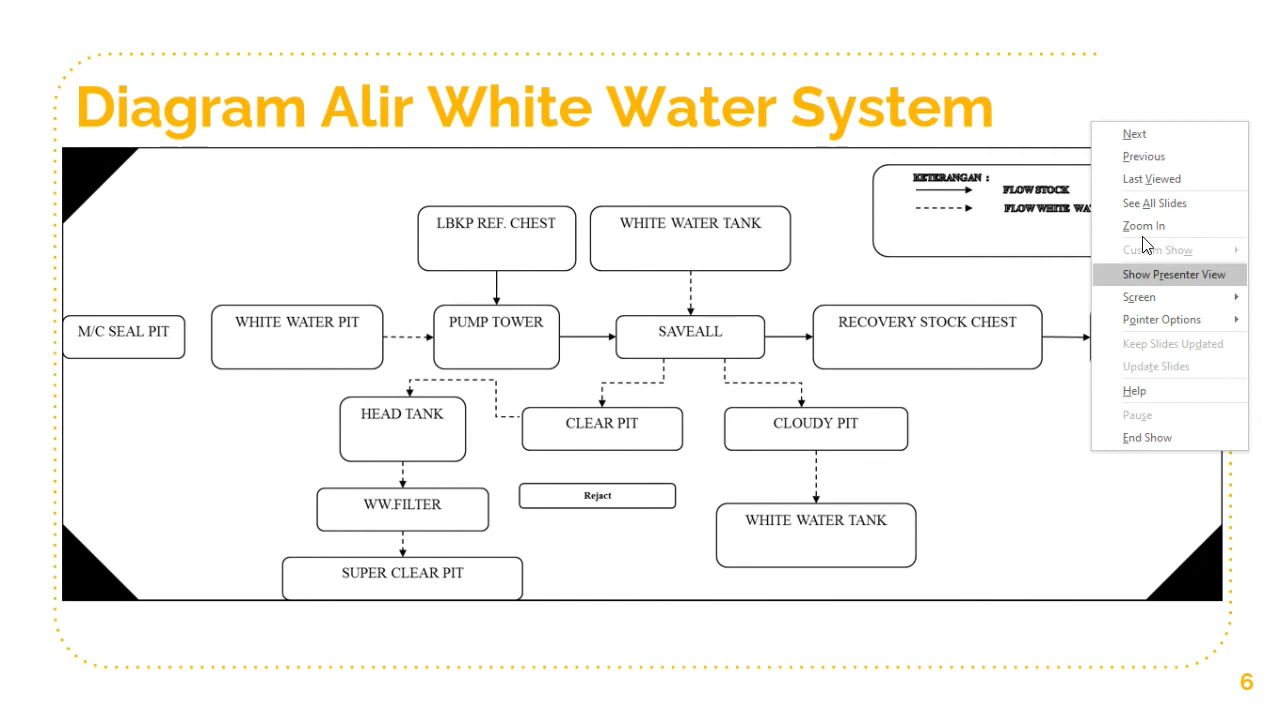 Diagram Alir White Water System
KETERANGAN :
FLOW STOCK
FLOW WHITE
LBKP REF. CHEST
WHITE WATER TANK
M/C SEAL PIT
WHITE WATER PIT
PUMP TOWER
SAVEALL
RECOVERY STOCK CHEST
HEAD TANK
CLEAR PIT
CLOUDY PIT
WW.FILTER
Reject
WHITE WATER TANK
SUPER CLEAR PIT
Next
Previous
Last Viewed
See All Slides
Zoom In
Custom Show
Show Presenter View
Screen
Pointer Options
Keep Slides Updated
Update Slides
Help
Pause
End Show
6